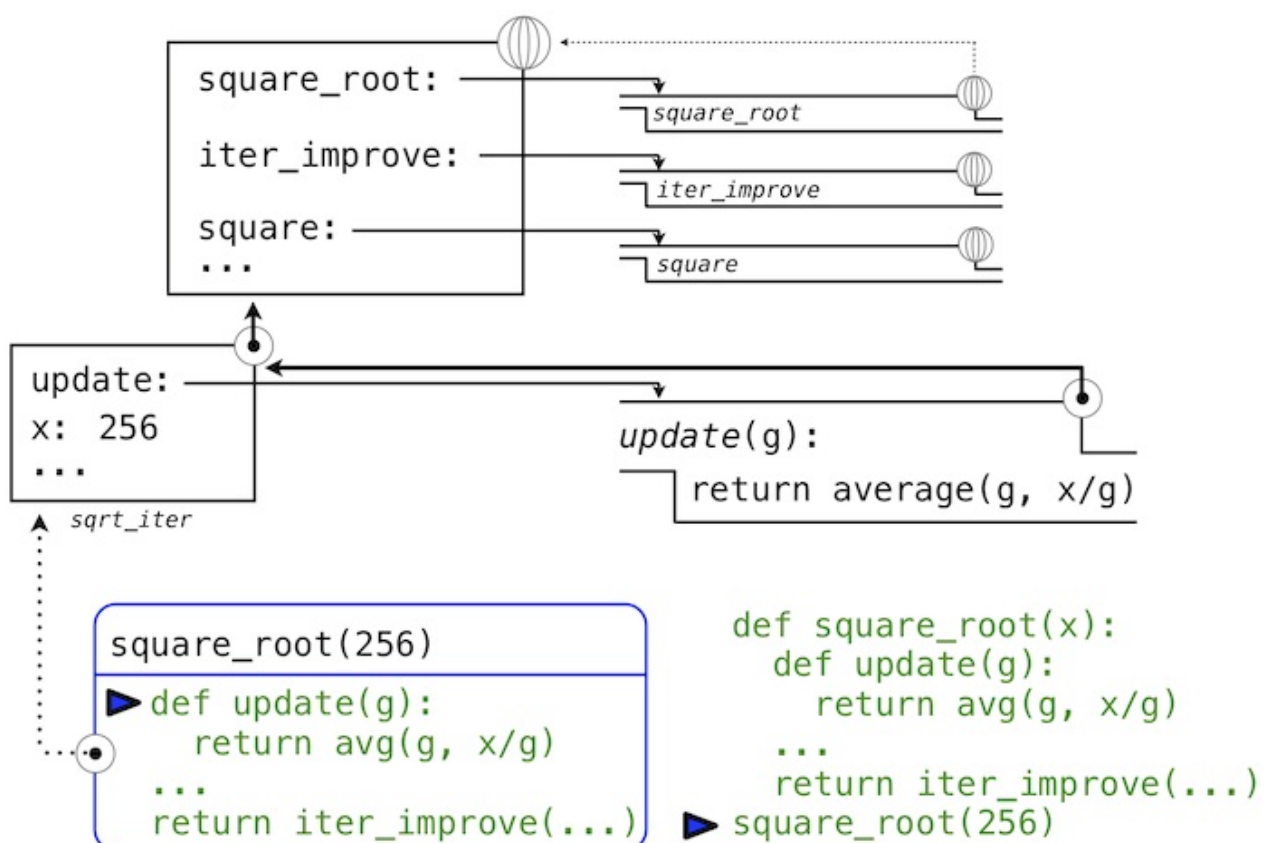 square_root:
square_root
iter_improve:
iter_improve
square:
square
...
update:
x: 256
...
sqrt_iter
update(g):
return average(g, x/g)
square_root(256)
def update(g):
return avg(g, x/g)
...
return iter_improve(...)
def square_root(x):
def update(g):
return avg(g, x/g)
...
return iter_improve(...)
square_root(256)